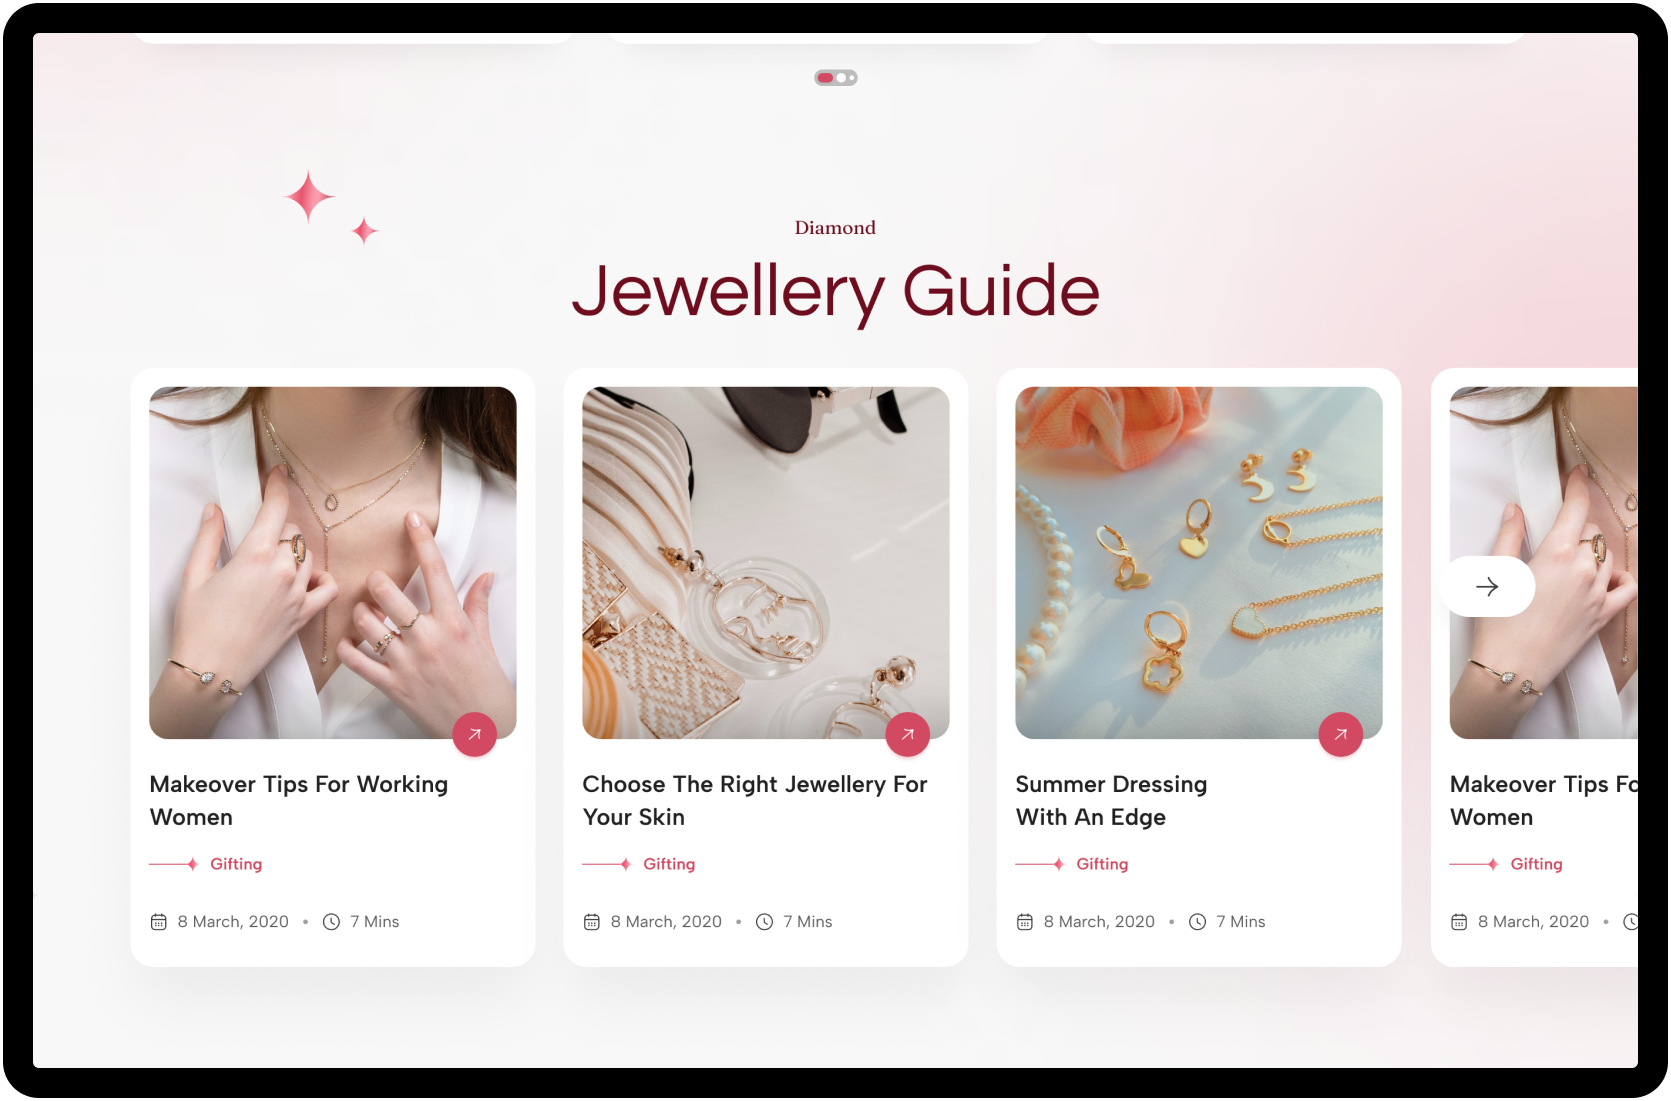 Diamond
Jewellery Guide
Makeover Tips For Working
Women
Gifting
8 March, 2020 • 7 Mins
Choose The Right Jewellery For
Your Skin
Gifting
8 March, 2020 • 7 Mins
Summer Dressing
With An Edge
Gifting
8 March, 2020 • 7 Mins
Makeover Tips Fo
Women
Gifting
8 March, 2020 •